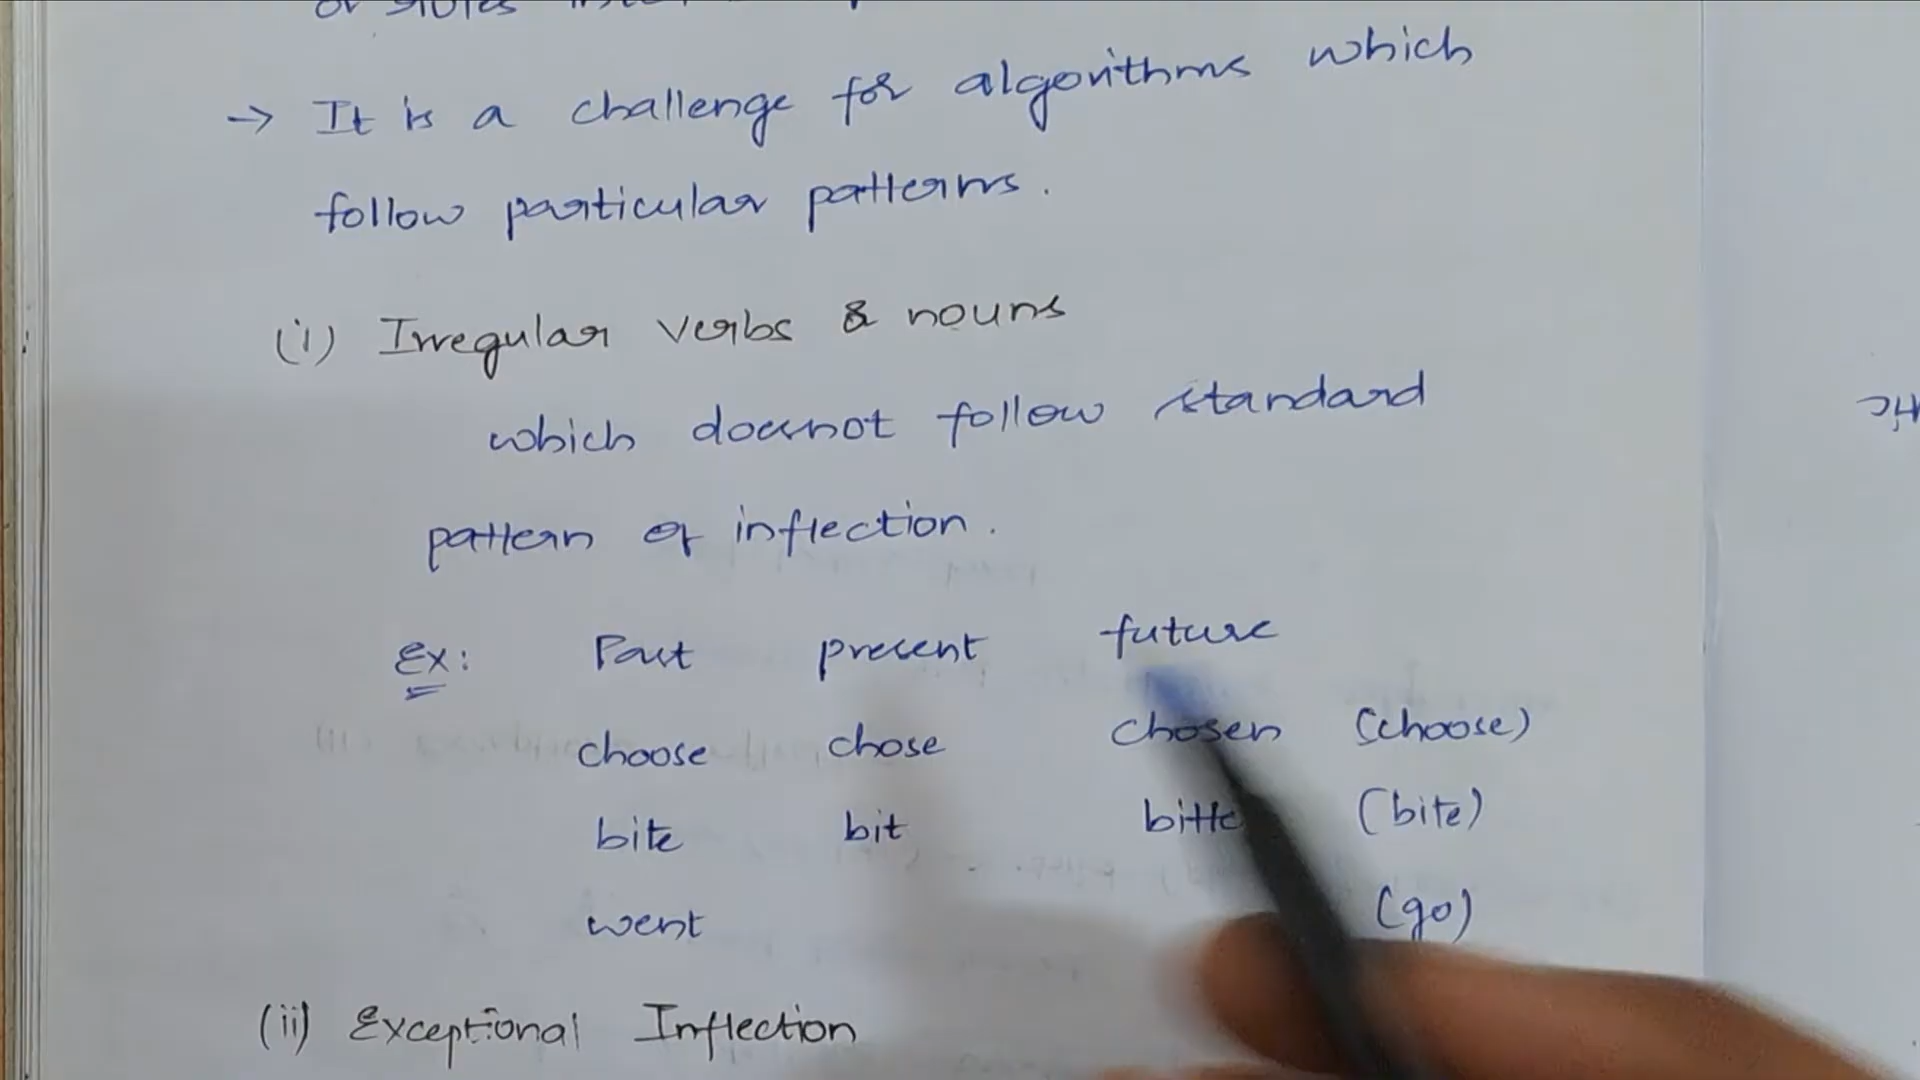 → It is a challenge for algorithms which
follow particular patterns.
(i) Irregular verbs & nouns
which doesnot follow standard
pattern of inflection.
Ex: Past present future
choose chose chosen (choose)
bite bit (bite)
went (go)
(ii) Exceptional Inflection